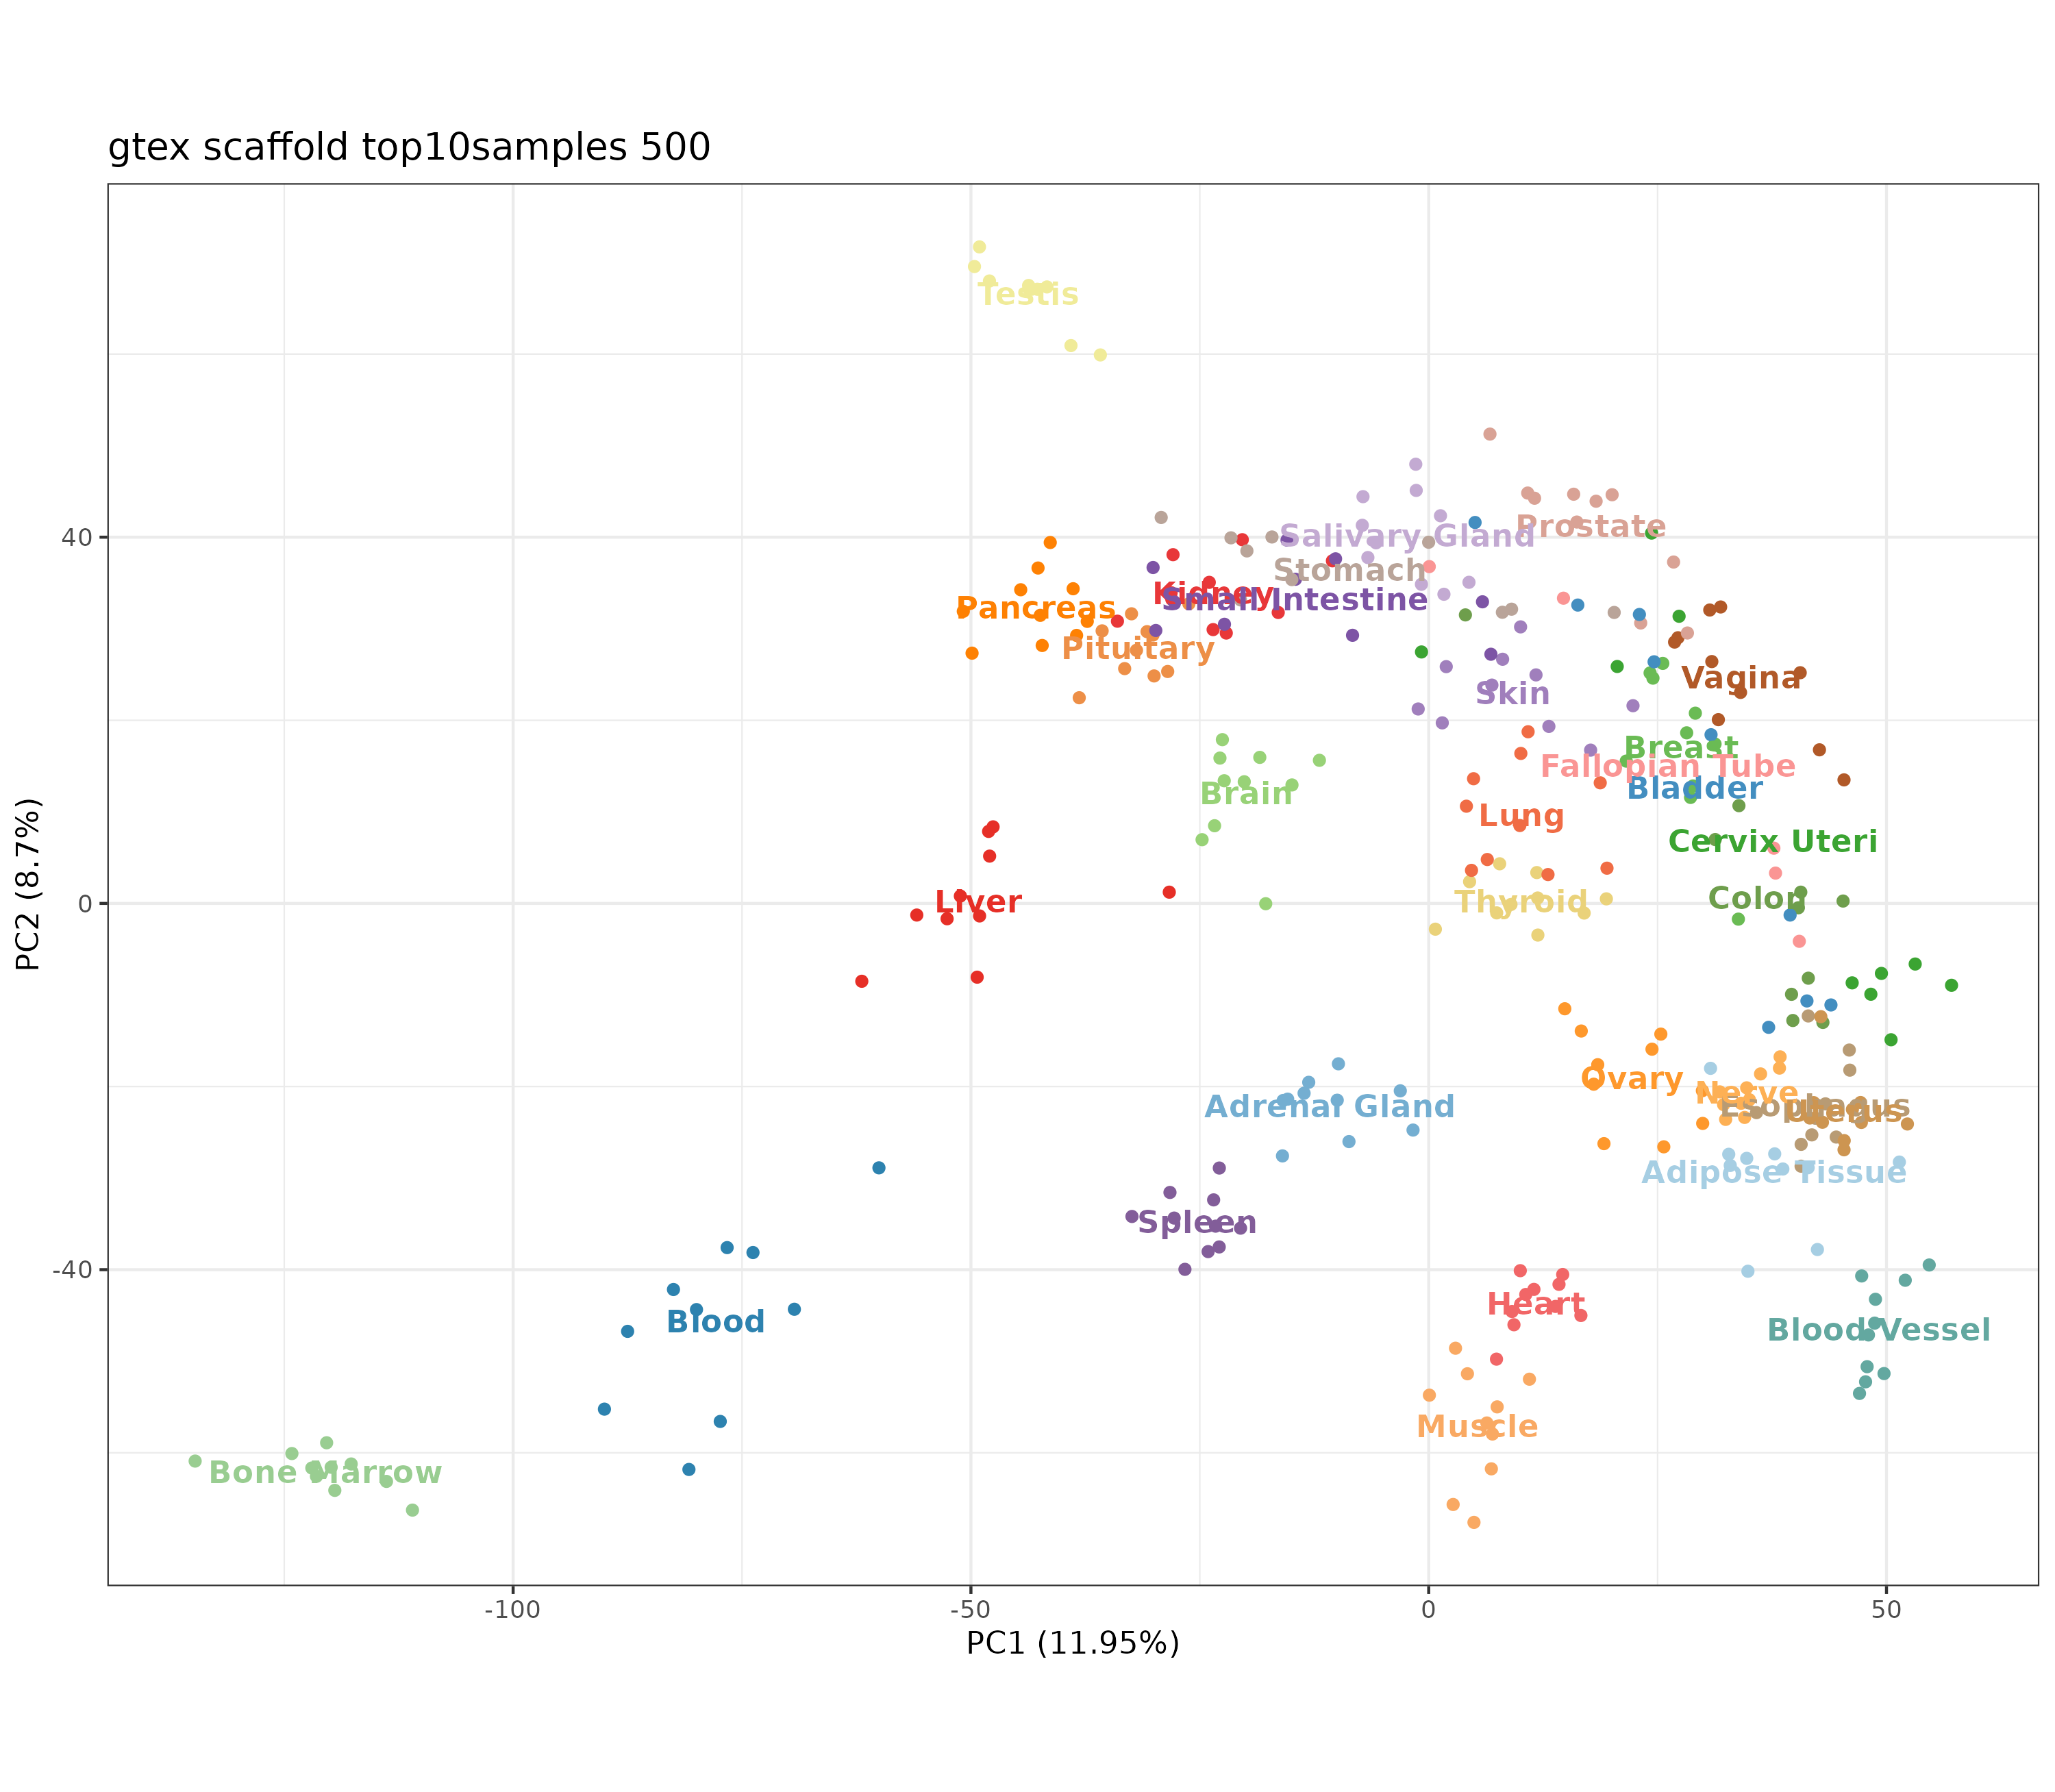 gtex scaffold top10samples 500
Testis
40
Salivary Gland
Prostate
Stomach
Kidney
Small Intestine
Pancreas
Pituitary
Vagina
Skin
Breast
Fallopian Tube
Bladder
Brain
Lung
Cervix Uteri
Colon
0
Liver
Thyroid
PC2 (8.7%)
Ovary
Nerve
Esophagus
Uterus
Adrenal Gland
Adipose Tissue
Spleen
-40
Heart
Blood
Blood Vessel
Muscle
Bone Marrow
-100
-50
0
50
PC1 (11.95%)